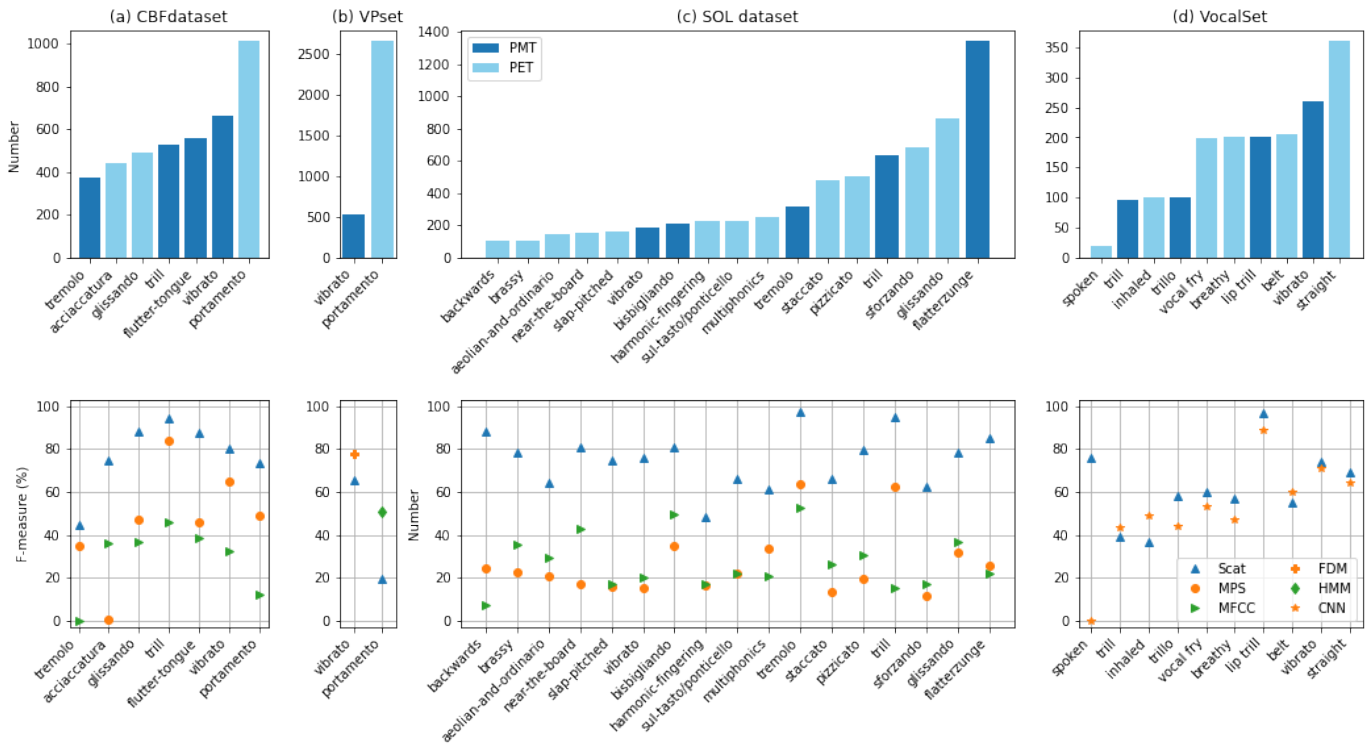 (a) CBFdataset
(b) VPset
(c) SOL dataset
(d) VocalSet
Number
1000
800
600
400
200
0
tremolo
acciaccatura
glissando
trill
flutter-tongue
vibrato
portamento
2500
2000
1500
1000
500
0
vibrato
portamento
1400
1200
1000
800
600
400
200
0
PMT
PET
backwards
brassy
aeolian-and-ordinario
near-the-board
slap-pitched
vibrato
bisbigliando
harmonic-fingering
sul-tasto/ponticello
multiphonics
tremolo
staccato
pizzicato
trill
sforzando
glissando
flatterzunge
350
300
250
200
150
100
50
0
spoken
trill
inhaled
trillo
vocal fry
breathy
lip trill
belt
vibrato
straight
F-measure (%)
100
80
60
40
20
0
tremolo
acciaccatura
glissando
trill
flutter-tongue
vibrato
portamento
100
80
60
40
20
0
vibrato
portamento
Number
100
80
60
40
20
0
backwards
brassy
aeolian-and-ordinario
near-the-board
slap-pitched
vibrato
bisbigliando
harmonic-fingering
sul-tasto/ponticello
multiphonics
tremolo
staccato
pizzicato
trill
sforzando
glissando
flatterzunge
100
80
60
40
20
0
Scat
MPS
MFCC
FDM
HMM
CNN
spoken
trill
inhaled
trillo
vocal fry
breathy
lip trill
belt
vibrato
straight